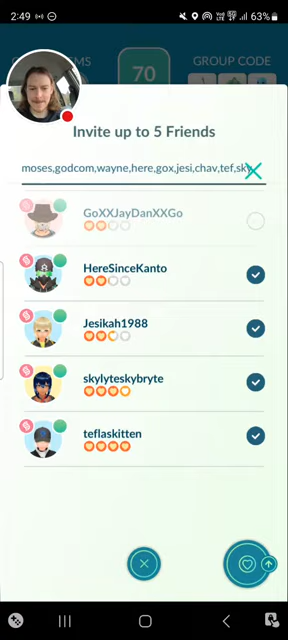 2:49
63%
70
GROUP CODE
Invite up to 5 Friends
moses,godcom,wayne,here,gox,jesi,chav,tef,sky
GoXXJayDanXXGo
HereSinceKanto
Jesikah1988
skylyteskybryte
teflaskitten